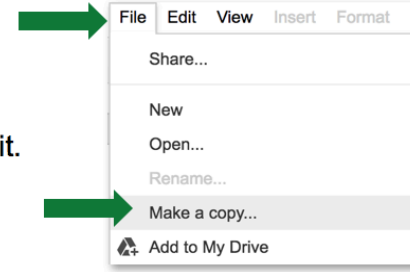 File Edit View Insert Format
Share...
New
Open...
it.
Rename...
Make a copy...
Add to My Drive